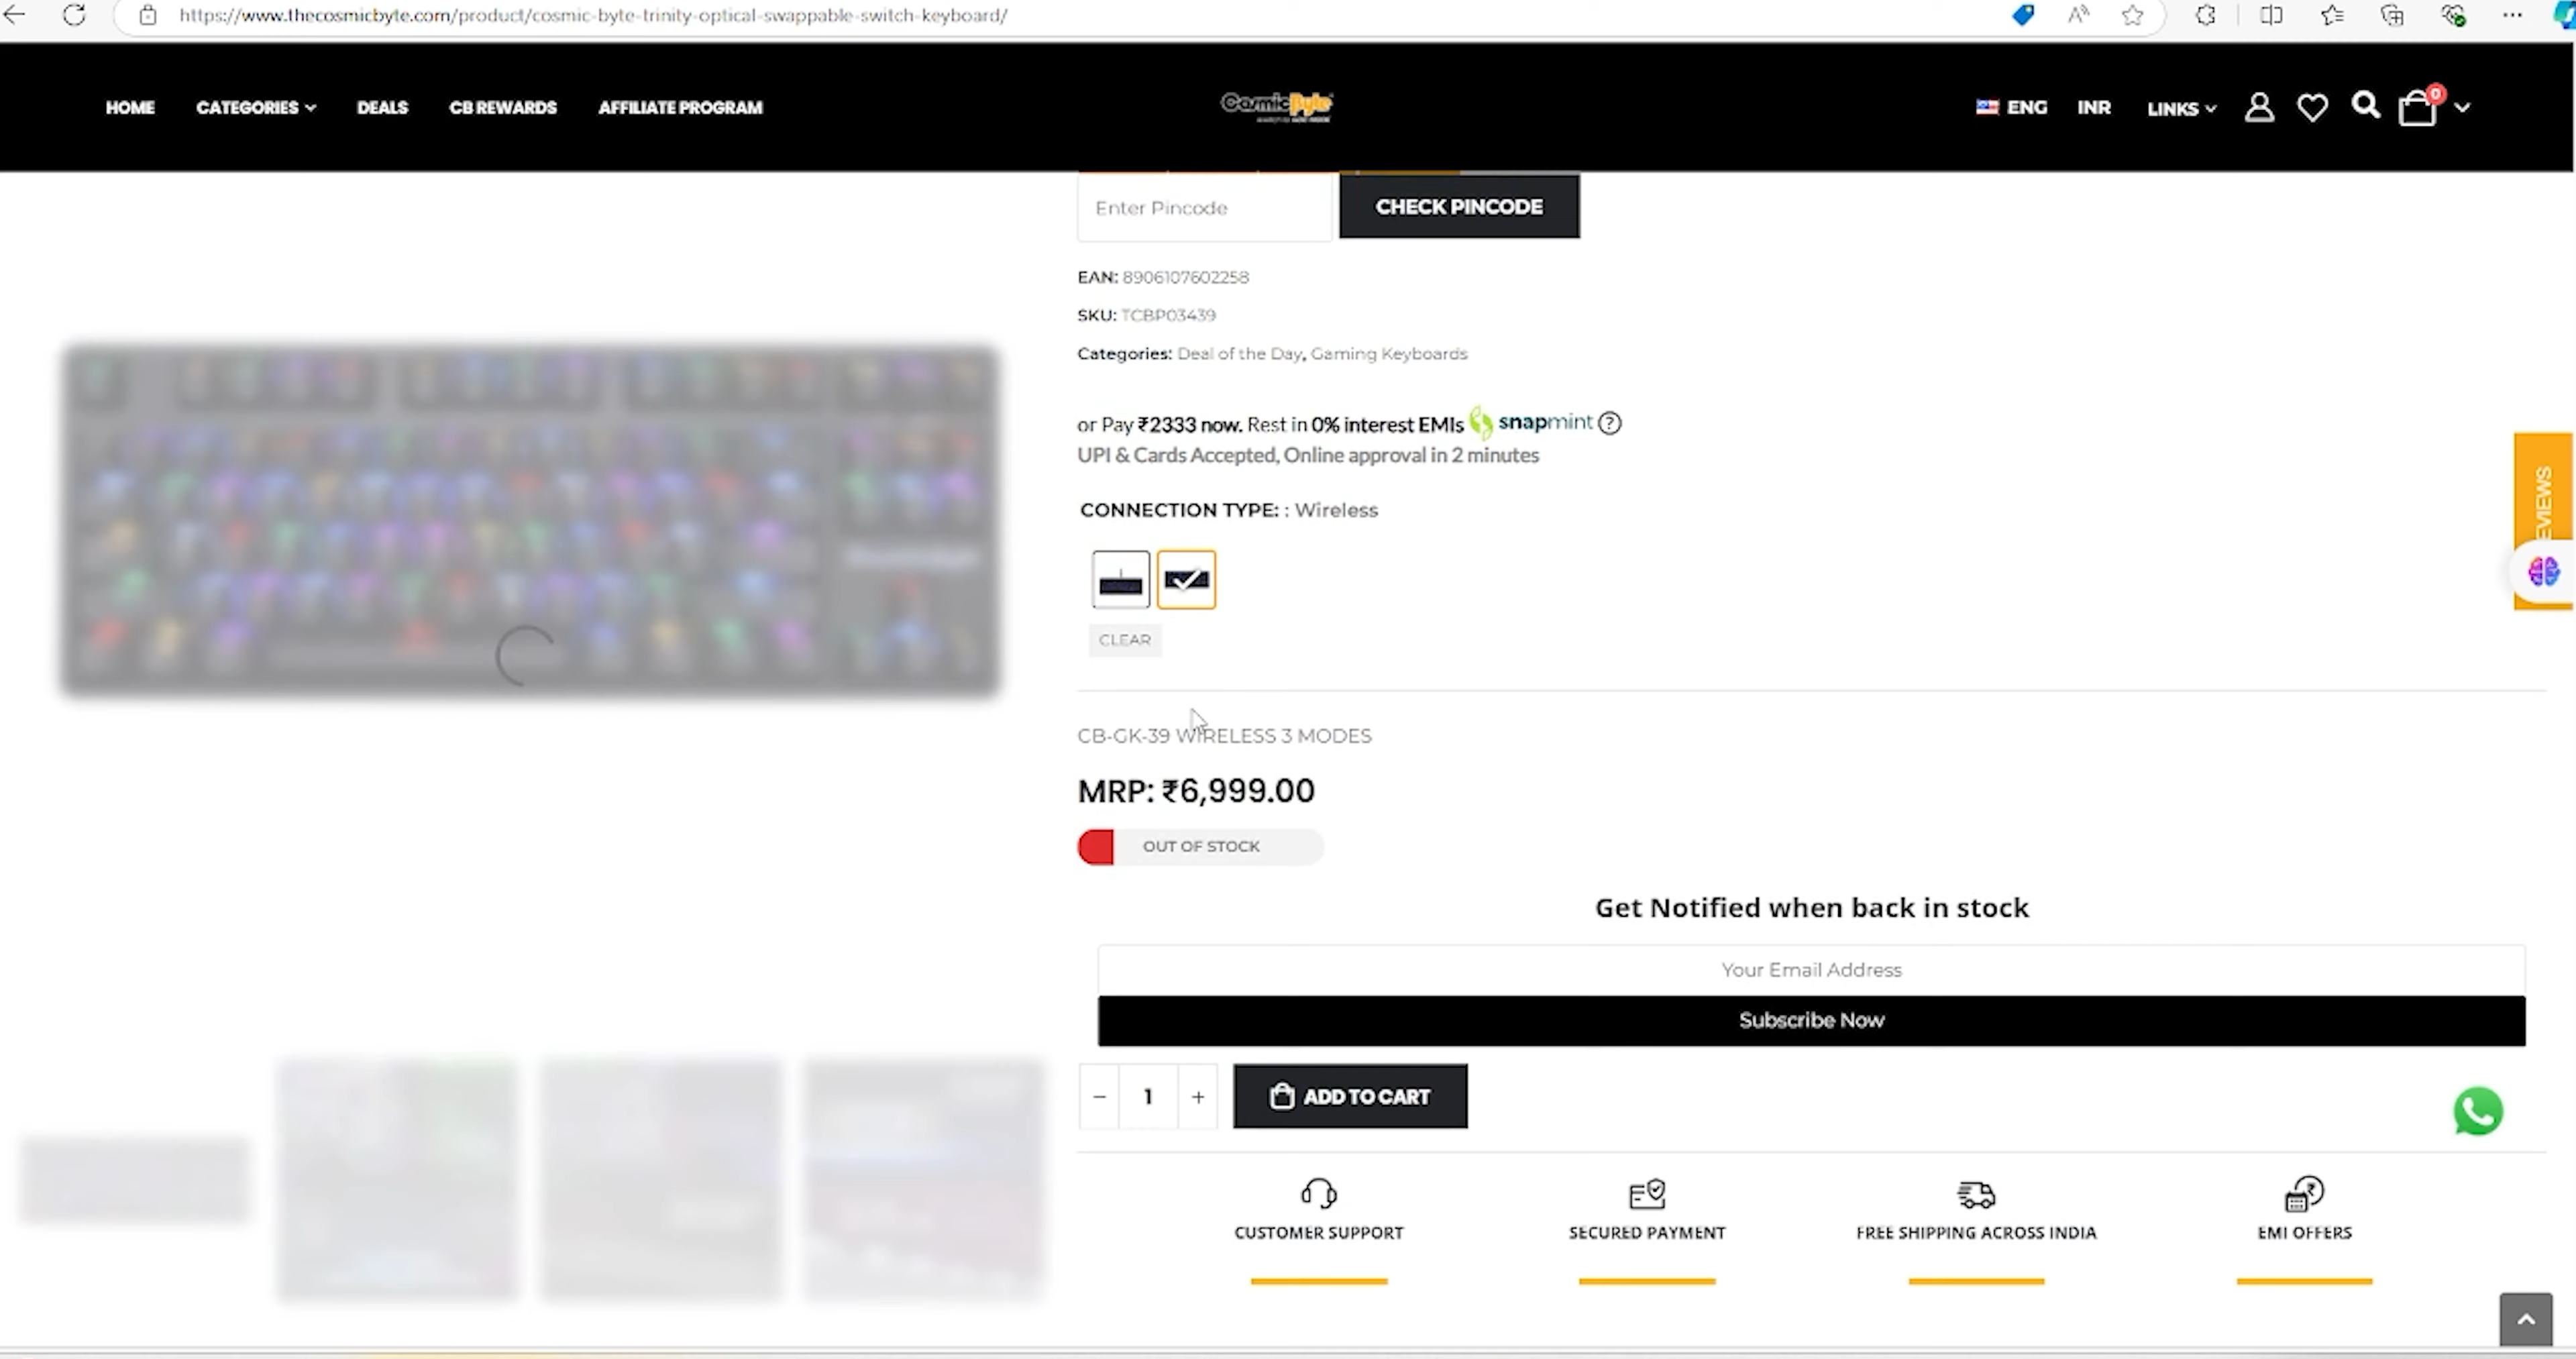 https://www.thecosmicbyte.com/product/cosmic-byte-trinity-optical-swappable-switch-keyboard/
HOME
CATEGORIES
DEALS
CB REWARDS
AFFILIATE PROGRAM
CosmicByte
ENG
INR
LINKS
0
Enter Pincode
CHECK PINCODE
EAN: 8906107602258
SKU: TCBP03439
Categories: Deal of the Day, Gaming Keyboards
or Pay ₹2333 now. Rest in 0% interest EMIs snapmint ?
UPI & Cards Accepted, Online approval in 2 minutes
CONNECTION TYPE: : Wireless
CLEAR
CB-GK-39 WIRELESS 3 MODES
MRP: ₹6,999.00
OUT OF STOCK
Get Notified when back in stock
Your Email Address
Subscribe Now
- 1 +
ADD TO CART
CUSTOMER SUPPORT
SECURED PAYMENT
FREE SHIPPING ACROSS INDIA
EMI OFFERS